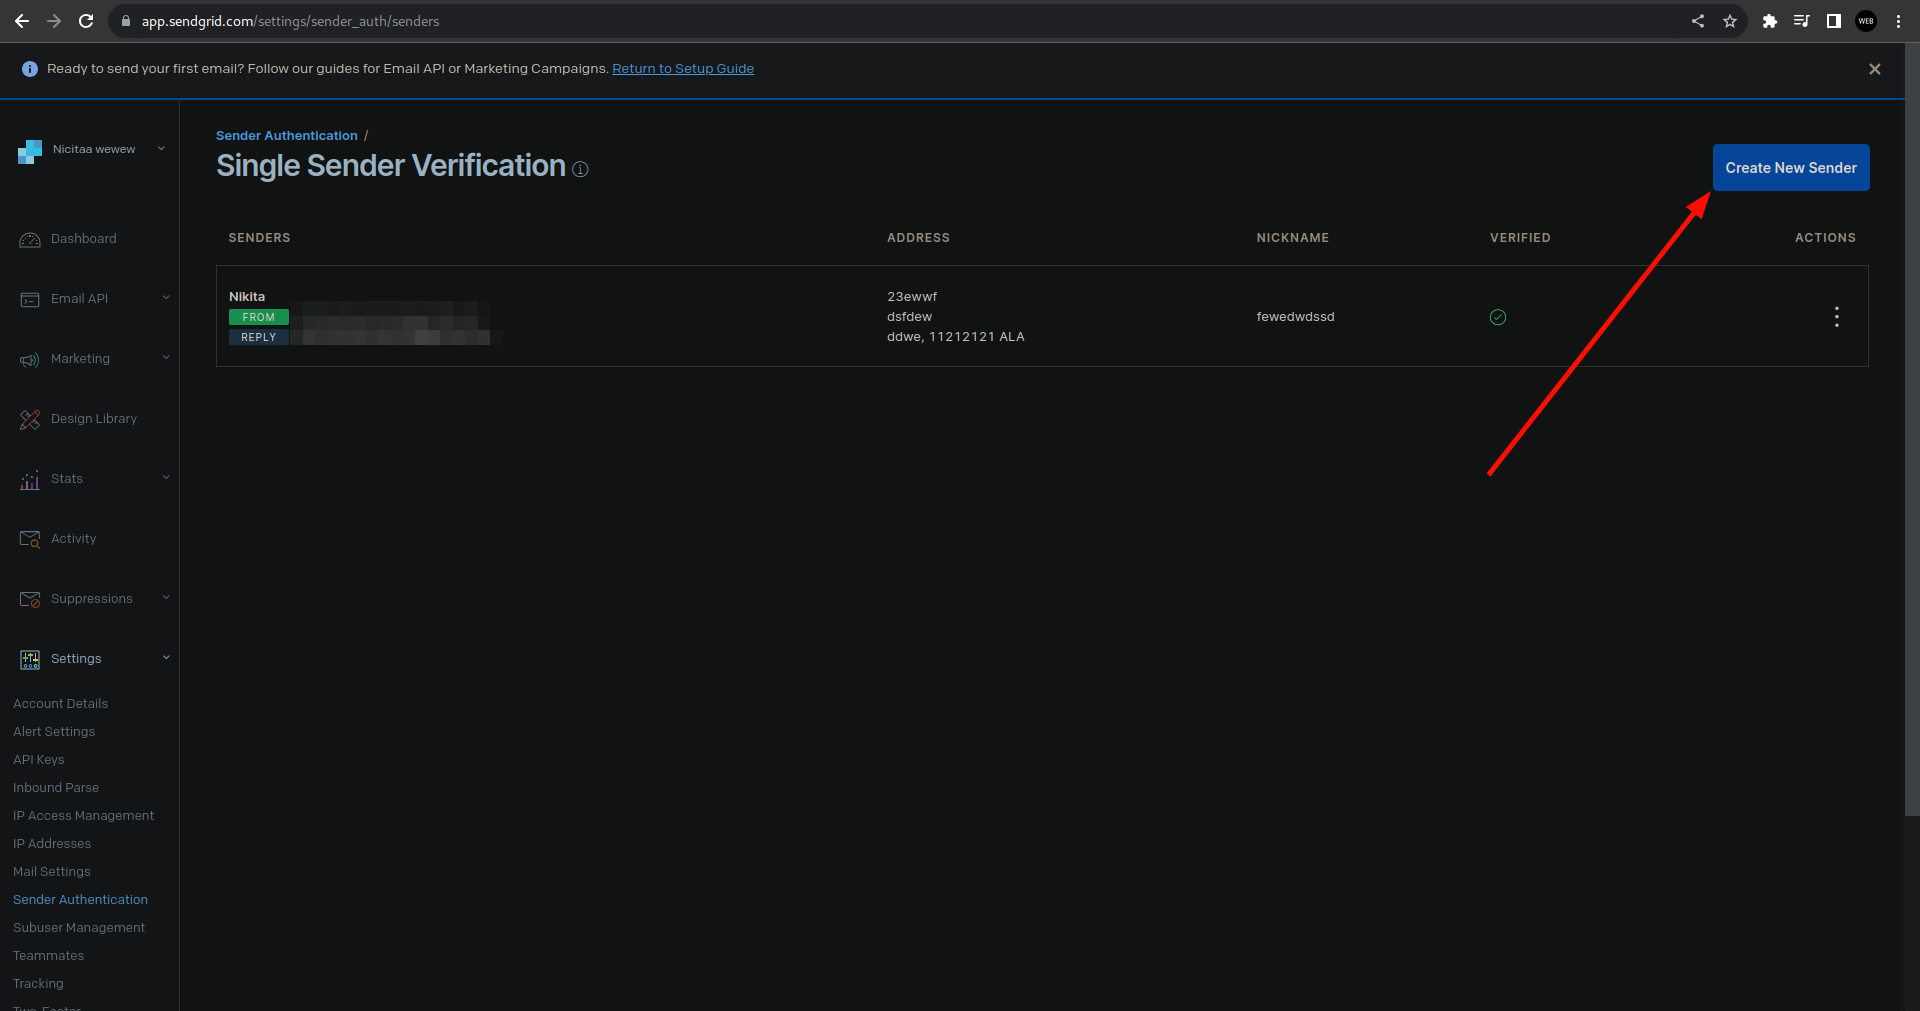 app.sendgrid.com/settings/sender_auth/senders
WEB
Ready to send your first email? Follow our guides for Email API or Marketing Campaigns. Return to Setup Guide
Nicitaa wewew
Sender Authentication /
Single Sender Verification
Create New Sender
SENDERS ADDRESS NICKNAME VERIFIED ACTIONS
Nikita
FROM
REPLY
23ewwf
dsfdew
ddwe, 11212121 ALA
fewedwdssd
Dashboard
Email API
Marketing
Design Library
Stats
Activity
Suppressions
Settings
Account Details
Alert Settings
API Keys
Inbound Parse
IP Access Management
IP Addresses
Mail Settings
Sender Authentication
Subuser Management
Teammates
Tracking